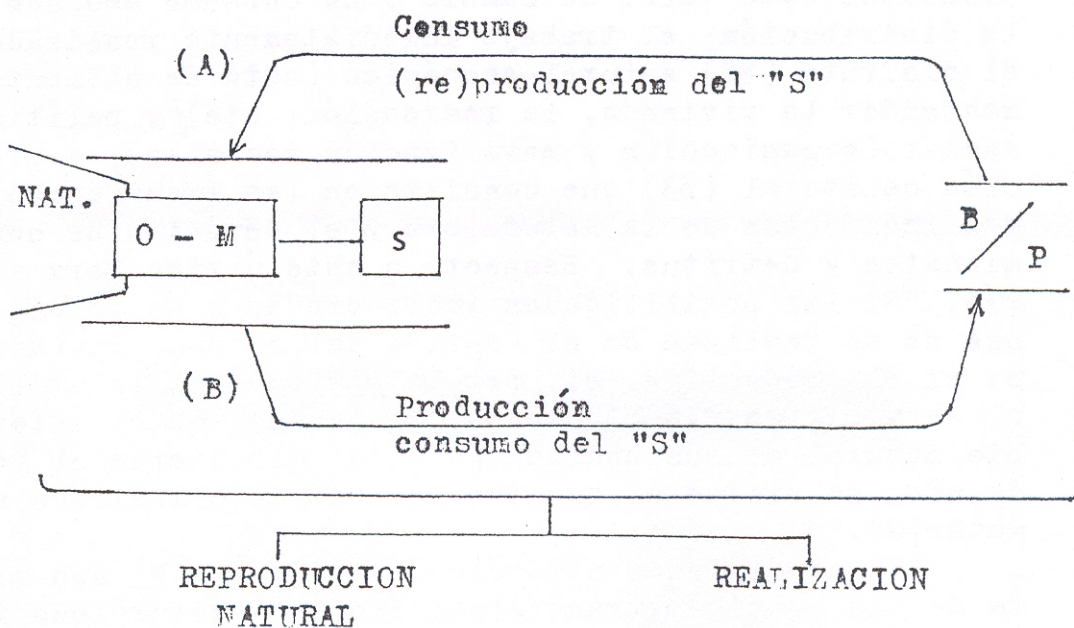 Consumo
(A)
(re)producción del "S"
NAT.
O - M
S
B
P
(B)
Producción
consumo del "S"
REPRODUCCION
NATURAL
REALIZACION